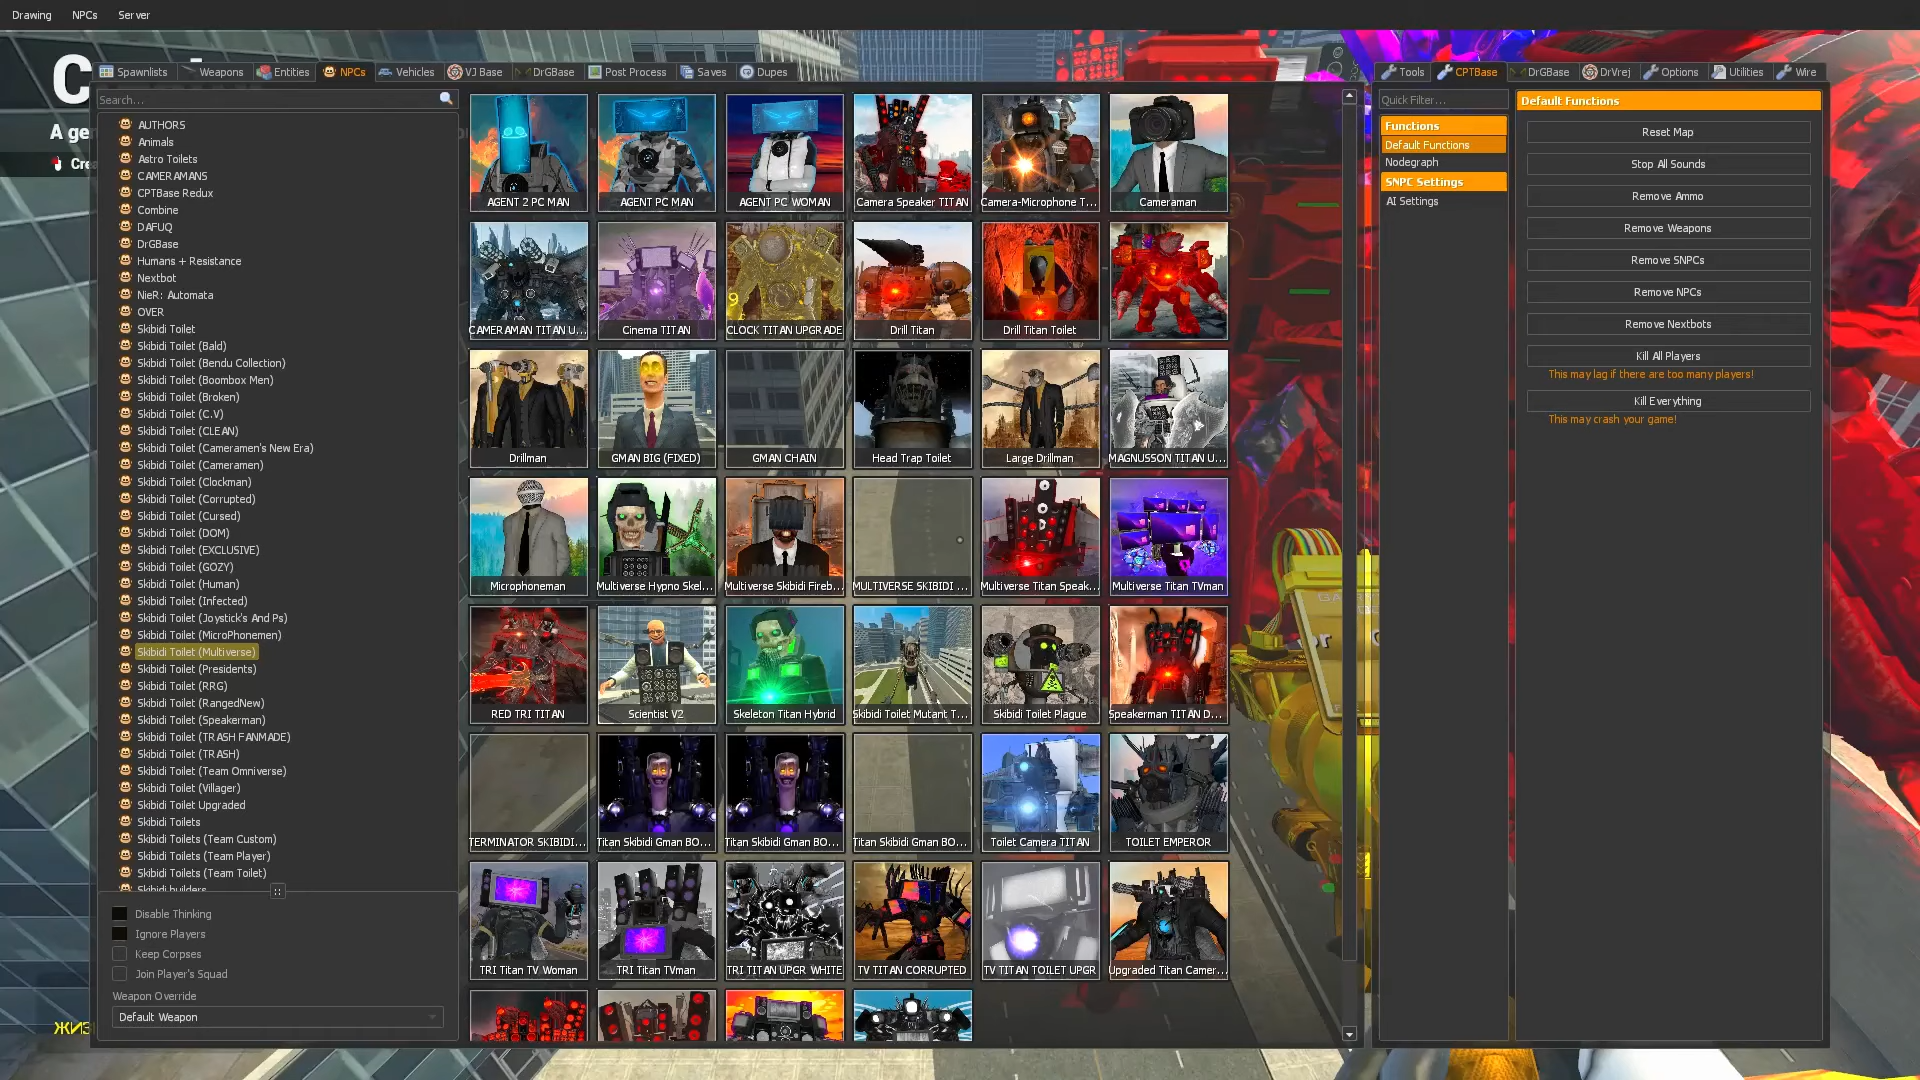 Drawing NPCs Server
C
A ge
Cre
ЖИЗ
Spawnlists Weapons Entities NPCs Vehicles VJ Base DrGBase Post Process Saves Dupes
Search...
AUTHORS
Animals
Astro Toilets
CAMERAMANS
CPTBase Redux
Combine
DAFUQ
DrGBase
Humans + Resistance
Nextbot
NieR: Automata
OVER
Skibidi Toilet
Skibidi Toilet (Bald)
Skibidi Toilet (Bendu Collection)
Skibidi Toilet (Boombox Men)
Skibidi Toilet (Broken)
Skibidi Toilet (C.V)
Skibidi Toilet (CLEAN)
Skibidi Toilet (Cameramen's New Era)
Skibidi Toilet (Cameramen)
Skibidi Toilet (Clockman)
Skibidi Toilet (Corrupted)
Skibidi Toilet (Cursed)
Skibidi Toilet (DOM)
Skibidi Toilet (EXCLUSIVE)
Skibidi Toilet (GOZY)
Skibidi Toilet (Human)
Skibidi Toilet (Infected)
Skibidi Toilet (Joystick's And Ps)
Skibidi Toilet (MicroPhonemen)
Skibidi Toilet (Multiverse)
Skibidi Toilet (Presidents)
Skibidi Toilet (RRG)
Skibidi Toilet (RangedNew)
Skibidi Toilet (Speakerman)
Skibidi Toilet (TRASH FANMADE)
Skibidi Toilet (TRASH)
Skibidi Toilet (Team Omniverse)
Skibidi Toilet (Villager)
Skibidi Toilet Upgraded
Skibidi Toilets
Skibidi Toilets (Team Custom)
Skibidi Toilets (Team Player)
Skibidi Toilets (Team Toilet)
Skibidi builders
Disable Thinking
Ignore Players
Keep Corpses
Join Player's Squad
Weapon Override
Default Weapon
AGENT 2 PC MAN AGENT PC MAN AGENT PC WOMAN Camera Speaker TITAN Camera-Microphone T... Cameraman
CAMERAMAN TITAN U... Cinema TITAN CLOCK TITAN UPGRADE Drill Titan Drill Titan Toilet
Drillman GMAN BIG (FIXED) GMAN CHAIN Head Trap Toilet Large Drillman MAGNUSSON TITAN U...
Microphoneman Multiverse Hypno Skel... Multiverse Skibidi Fireb... MULTIVERSE SKIBIDI ... Multiverse Titan Speak... Multiverse Titan TVman
RED TRI TITAN Scientist V2 Skeleton Titan Hybrid Skibidi Toilet Mutant T... Skibidi Toilet Plague Speakerman TITAN D...
TERMINATOR SKIBIDI... Titan Skibidi Gman BO... Titan Skibidi Gman BO... Titan Skibidi Gman BO... Toilet Camera TITAN TOILET EMPEROR
TRI Titan TV Woman TRI Titan TVman TRI TITAN UPGR WHITE TV TITAN CORRUPTED TV TITAN TOILET UPGR Upgraded Titan Camer...
Tools CPTBase DrGBase DrVrej Options Utilities Wire
Quick Filter...
Functions
Default Functions
Nodegraph
SNPC Settings
AI Settings
Default Functions
Reset Map
Stop All Sounds
Remove Ammo
Remove Weapons
Remove SNPCs
Remove NPCs
Remove Nextbots
Kill All Players
This may lag if there are too many players!
Kill Everything
This may crash your game!